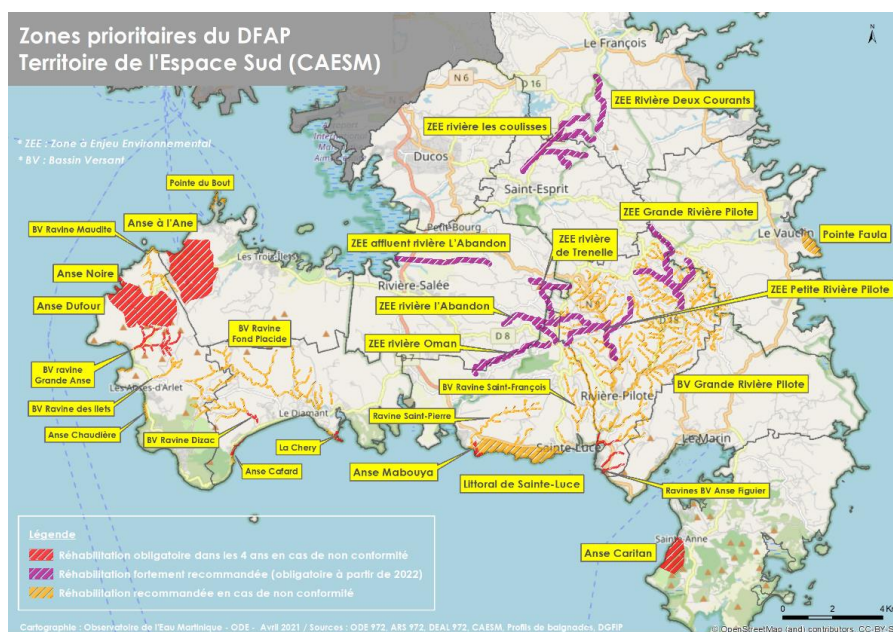 Zones prioritaires du DFAP
Territoire de l'Espace Sud (CAESM)
* ZEE : Zone à Enjeu Environnemental
* BV : Bassin Versant
N
Le François
N 6
D 16
ZEE Rivière Deux Courants
ZEE rivière les coulisses
Ducos
Saint-Esprit
Pointe du Bout
ZEE Grande Rivière Pilote
BV Ravine Maudite
Anse à l'Ane
Petit-Bourg
Le Vauclin
Pointe Faula
ZEE affluent rivière L'Abandon
ZEE rivière
de Trenelle
Les Trois-Îlets
Anse Noire
Rivière-Salée
ZEE Petite Rivière Pilote
Anse Dufour
ZEE rivière l'Abandon
BV Ravine
Fond Placide
D 8
ZEE rivière Oman
D 7
BV ravine
Grande Anse
BV Ravine Saint-François
BV Grande Rivière Pilote
Les Anses-d'Arlet
Rivière-Pilote
BV Ravine des Ilets
Le Diamant
Ravine Saint-Pierre
Anse Chaudière
BV Ravine Dizac
La Chery
Sainte-Luce
Le Marin
Anse Cafard
Anse Mabouya
Littoral de Sainte-Luce
Ravines BV Anse Figuier
Légende
Réhabilitation obligatoire dans les 4 ans en cas de non conformité
Réhabilitation fortement recommandée (obligatoire à partir de 2022)
Réhabilitation recommandée en cas de non conformité
Anse Caritan
Sainte-Anne
0 2 4 Km
Cartographie : Observatoire de l'Eau Martinique - ODE - Avril 2021 / Sources : ODE 972, ARS 972, DEAL 972, CAESM, Profils de baignades, DGFIP
© OpenStreetMap (and) contributors, CC-BY-S